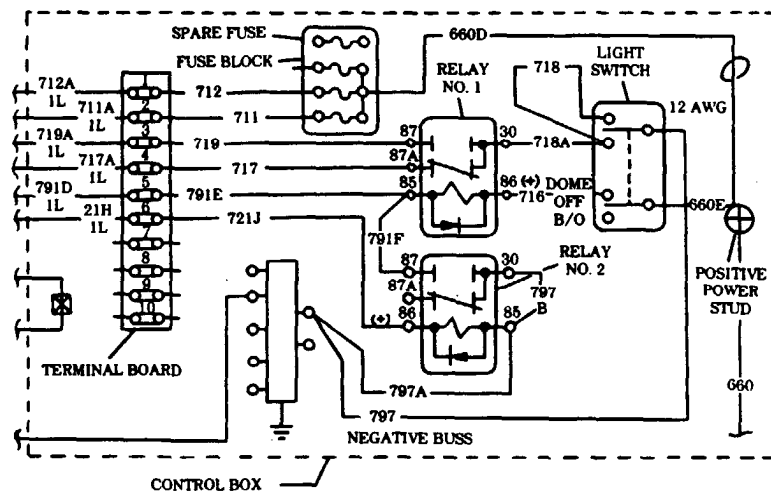 SPARE FUSE
FUSE BLOCK
660D
RELAY
NO. 1
LIGHT
SWITCH
718
12 AWG
712A
1L
711A
1L
719A
1L
717A
1L
791D
1L
21H
1L
1
2
3
4
5
6
7
8
9
10
712
711
719
717
791E
721J
87
87A
85
30
718A
86 (+)
716
DOME
OFF
B/O
660E
791F
87
87A
86
(+)
30
85
797
B
RELAY
NO. 2
POSITIVE
POWER
STUD
660
TERMINAL BOARD
797A
797
NEGATIVE BUSS
CONTROL BOX